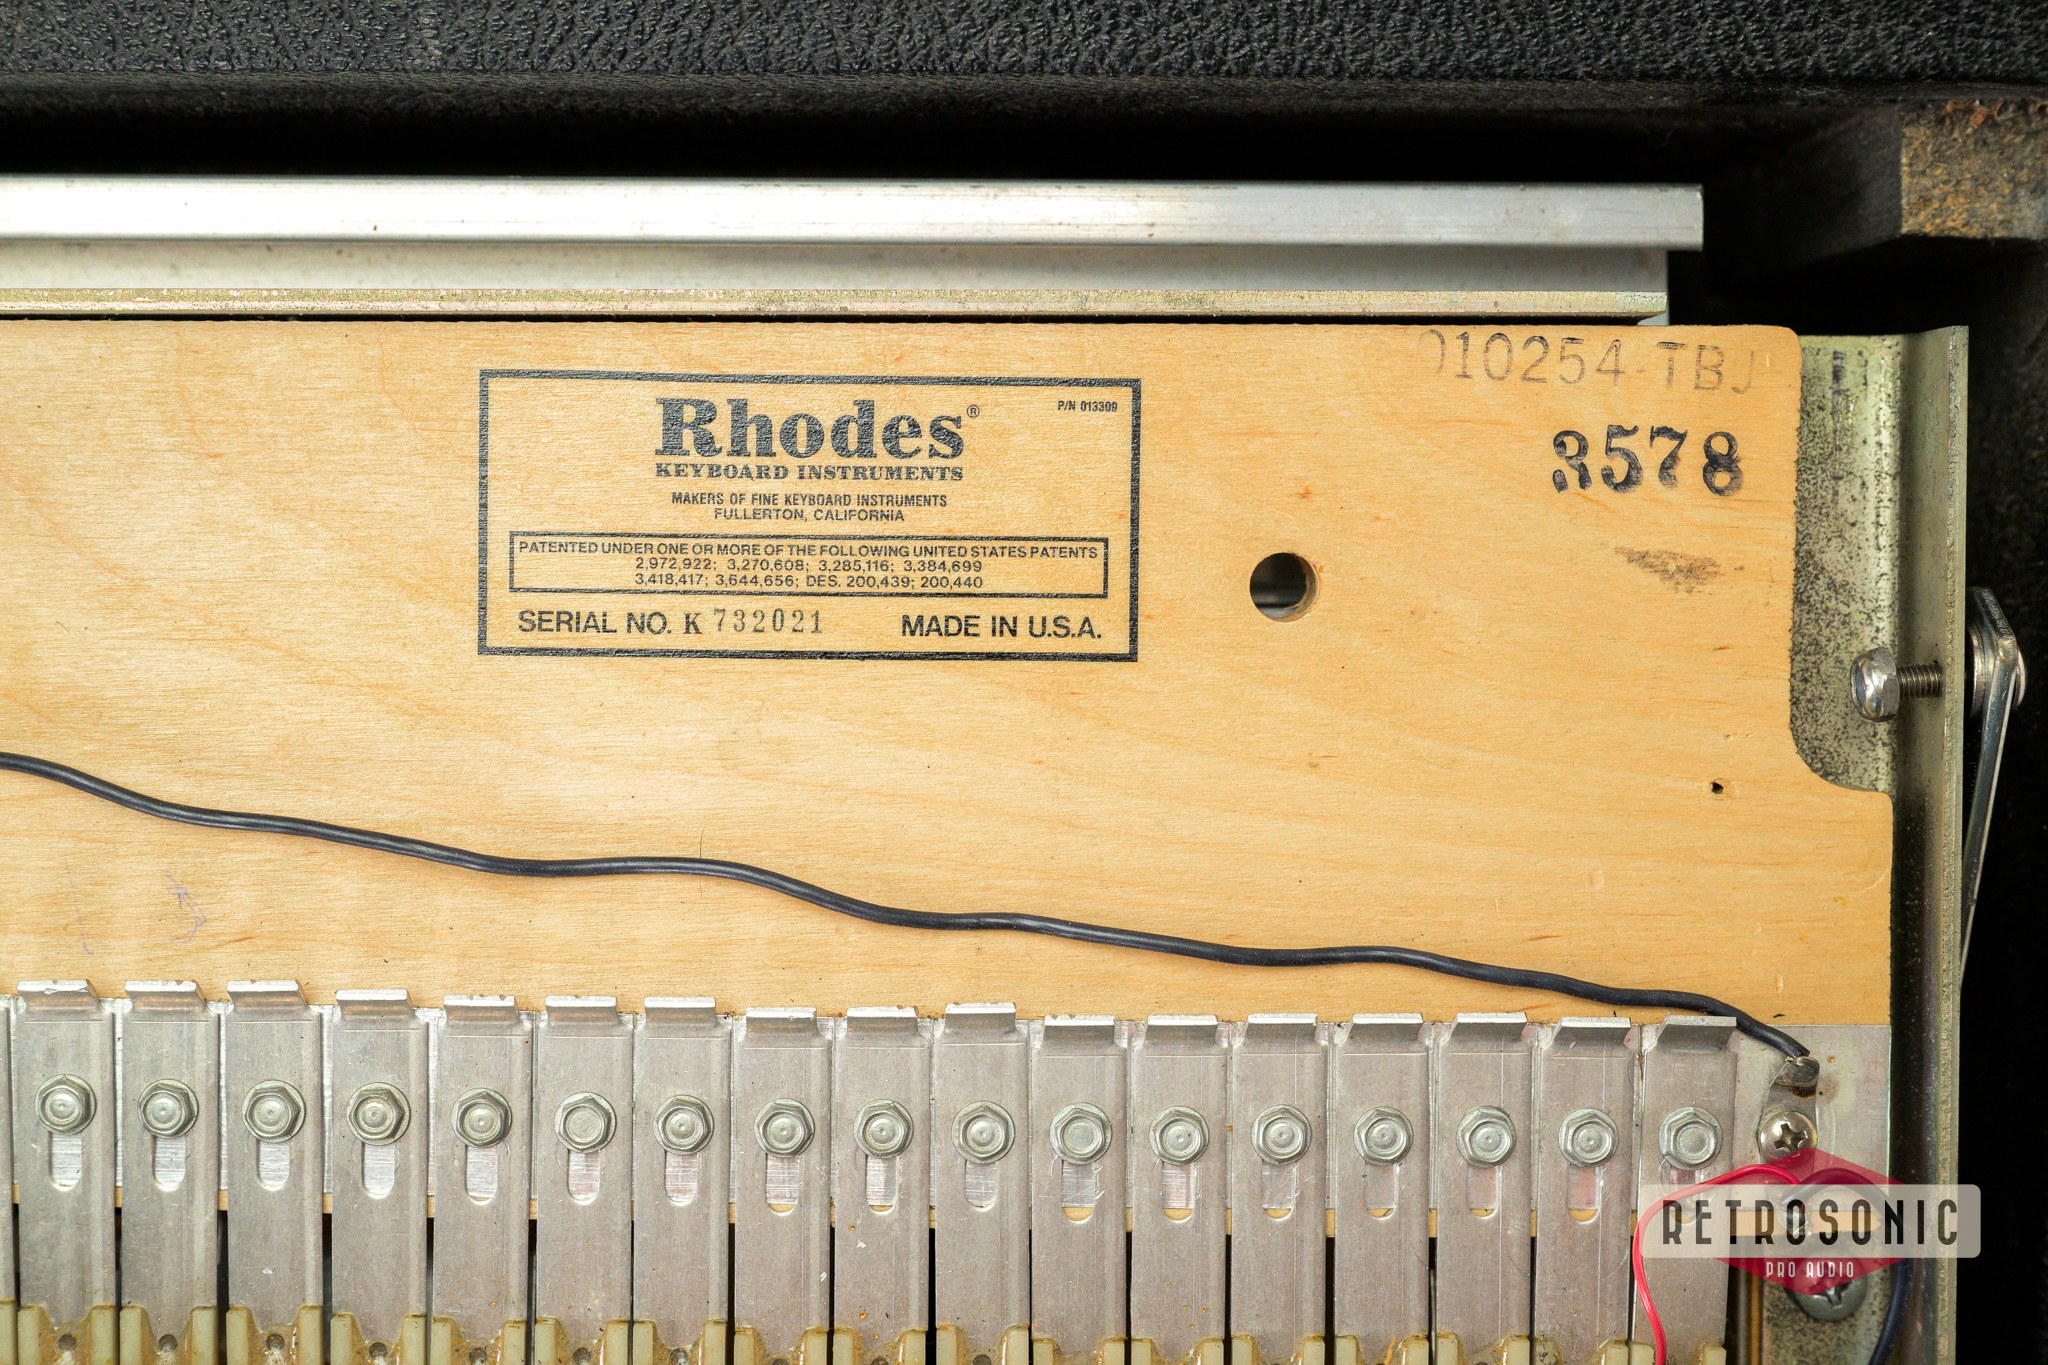 010254-TBJ
3578
Rhodes®
P/N 013309
KEYBOARD INSTRUMENTS
MAKERS OF FINE KEYBOARD INSTRUMENTS
FULLERTON, CALIFORNIA
PATENTED UNDER ONE OR MORE OF THE FOLLOWING UNITED STATES PATENTS
2,972,922; 3,270,608; 3,285,116; 3,384,699
3,418,417; 3,644,656; DES. 200,439; 200,440
SERIAL NO. K 732021 MADE IN U.S.A.
RETROSONIC
PRO AUDIO